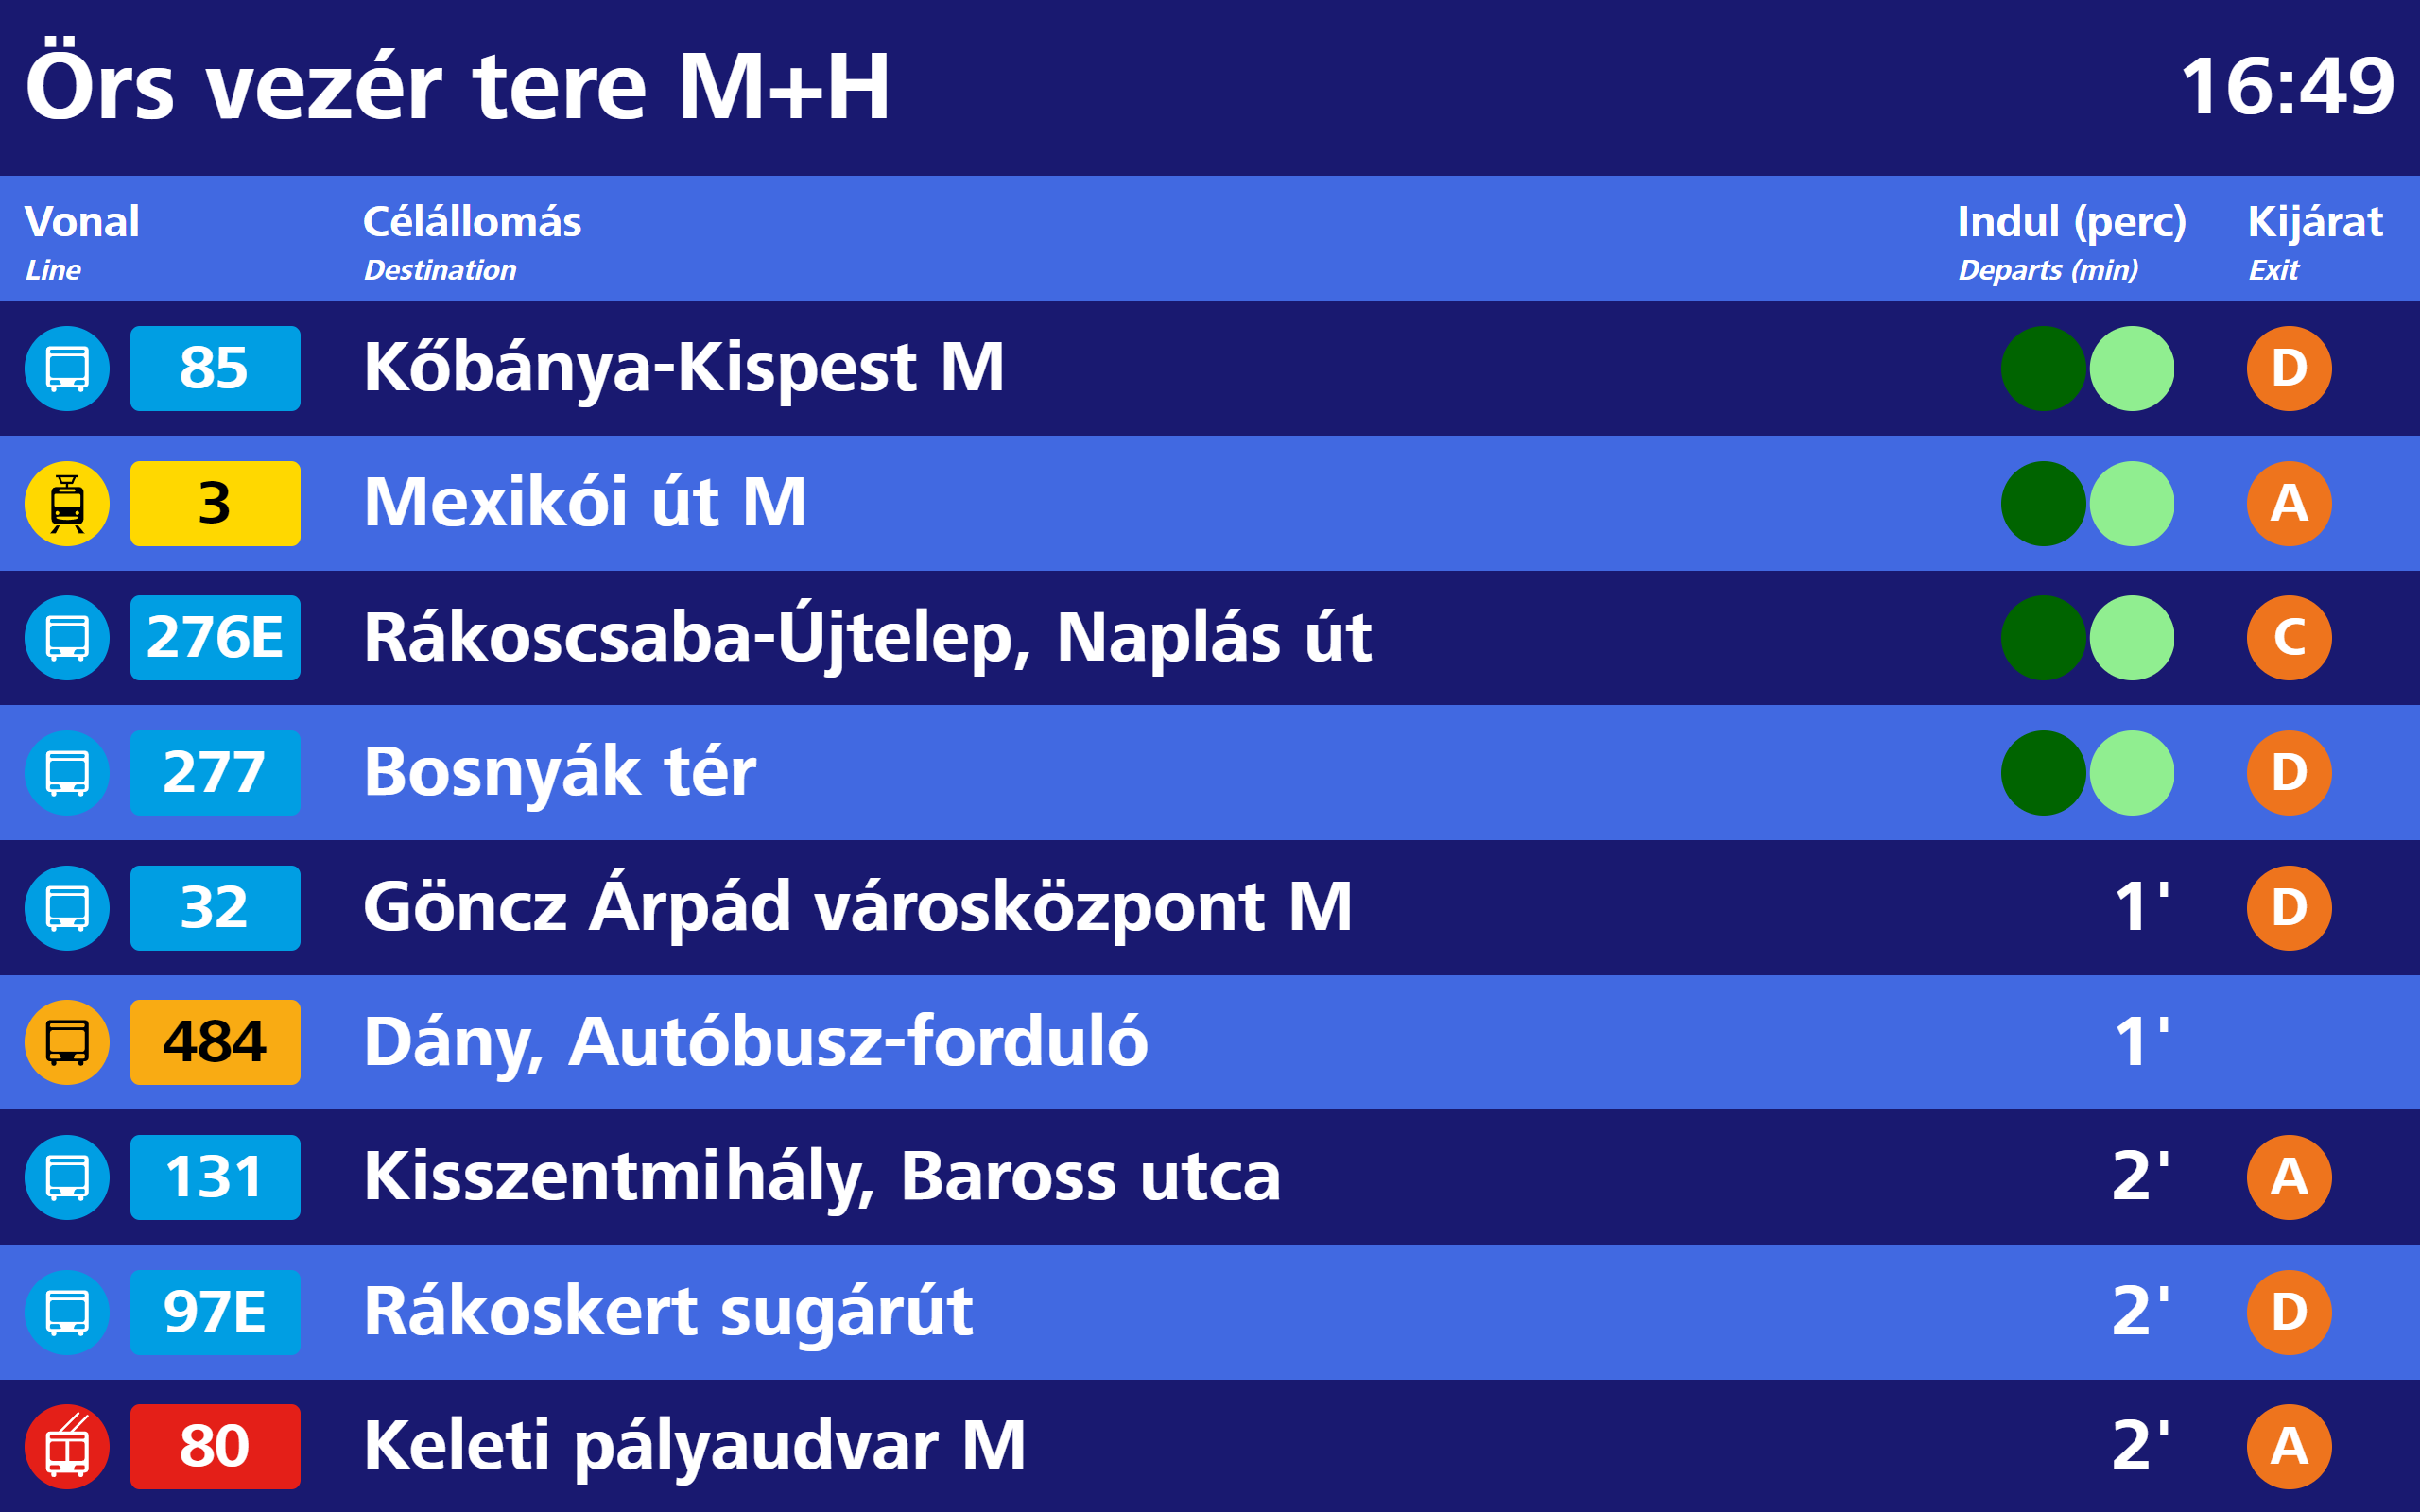 Örs vezér tere M+H 16:49
Vonal Célállomás Indul (perc) Kijárat
Line Destination Departs (min) Exit
85 Kőbánya-Kispest M D
3 Mexikói út M A
276E Rákoscsaba-Újtelep, Naplás út C
277 Bosnyák tér D
32 Göncz Árpád városközpont M 1' D
484 Dány, Autóbusz-forduló 1'
131 Kisszentmihály, Baross utca 2' A
97E Rákoskert sugárút 2' D
80 Keleti pályaudvar M 2' A